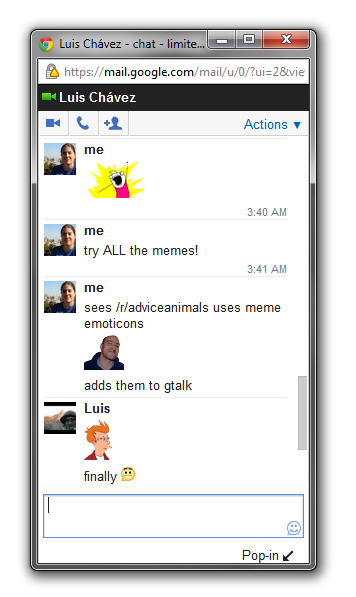 Luis Chávez - chat - limite...
https://mail.google.com/mail/u/0/?ui=2&vie
Luis Chávez
Actions ▼
me
3:40 AM
me
try ALL the memes!
3:41 AM
me
sees /r/adviceanimals uses meme
emoticons
adds them to gtalk
Luis
finally
Pop-in